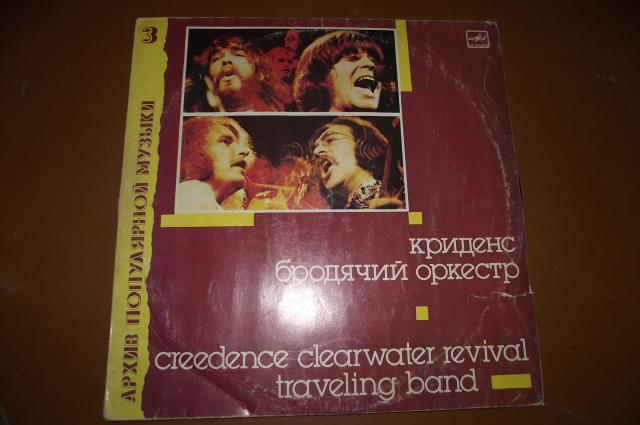 3
АРХИВ ПОПУЛЯРНОЙ МУЗЫКИ
криденс
бродячий оркестр
creedence clearwater revival
traveling band